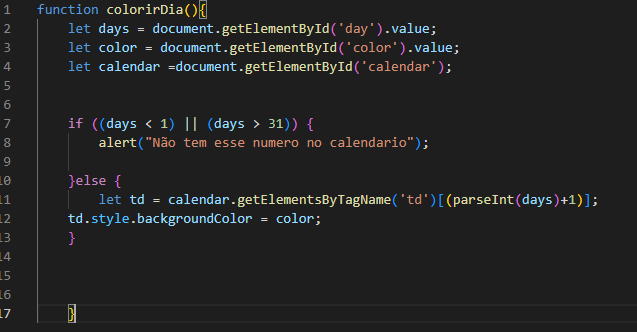 1 function colorirDia(){
2 let days = document.getElementById('day').value;
3 let color = document.getElementById('color').value;
4 let calendar =document.getElementById('calendar');
5
6
7 if ((days < 1) || (days > 31)) {
8 alert("Não tem esse numero no calendario");
9
10 }else {
11 let td = calendar.getElementsByTagName('td')[(parseInt(days)+1)];
12 td.style.backgroundColor = color;
13 }
14
15
16
17 }